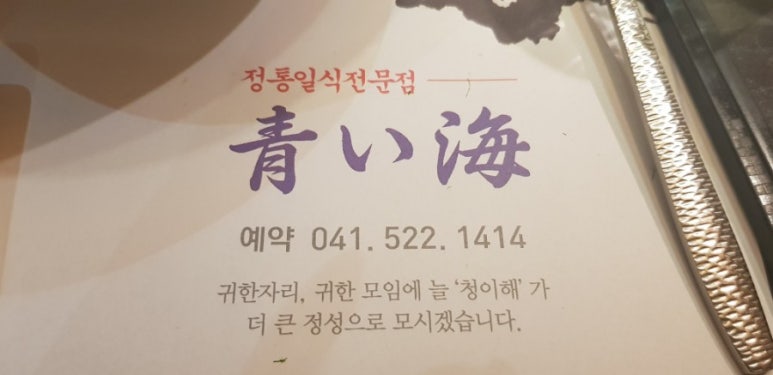 정통일식전문점
青い海
예약 041. 522. 1414
귀한자리, 귀한 모임에 늘 '청이해' 가
더 큰 정성으로 모시겠습니다.